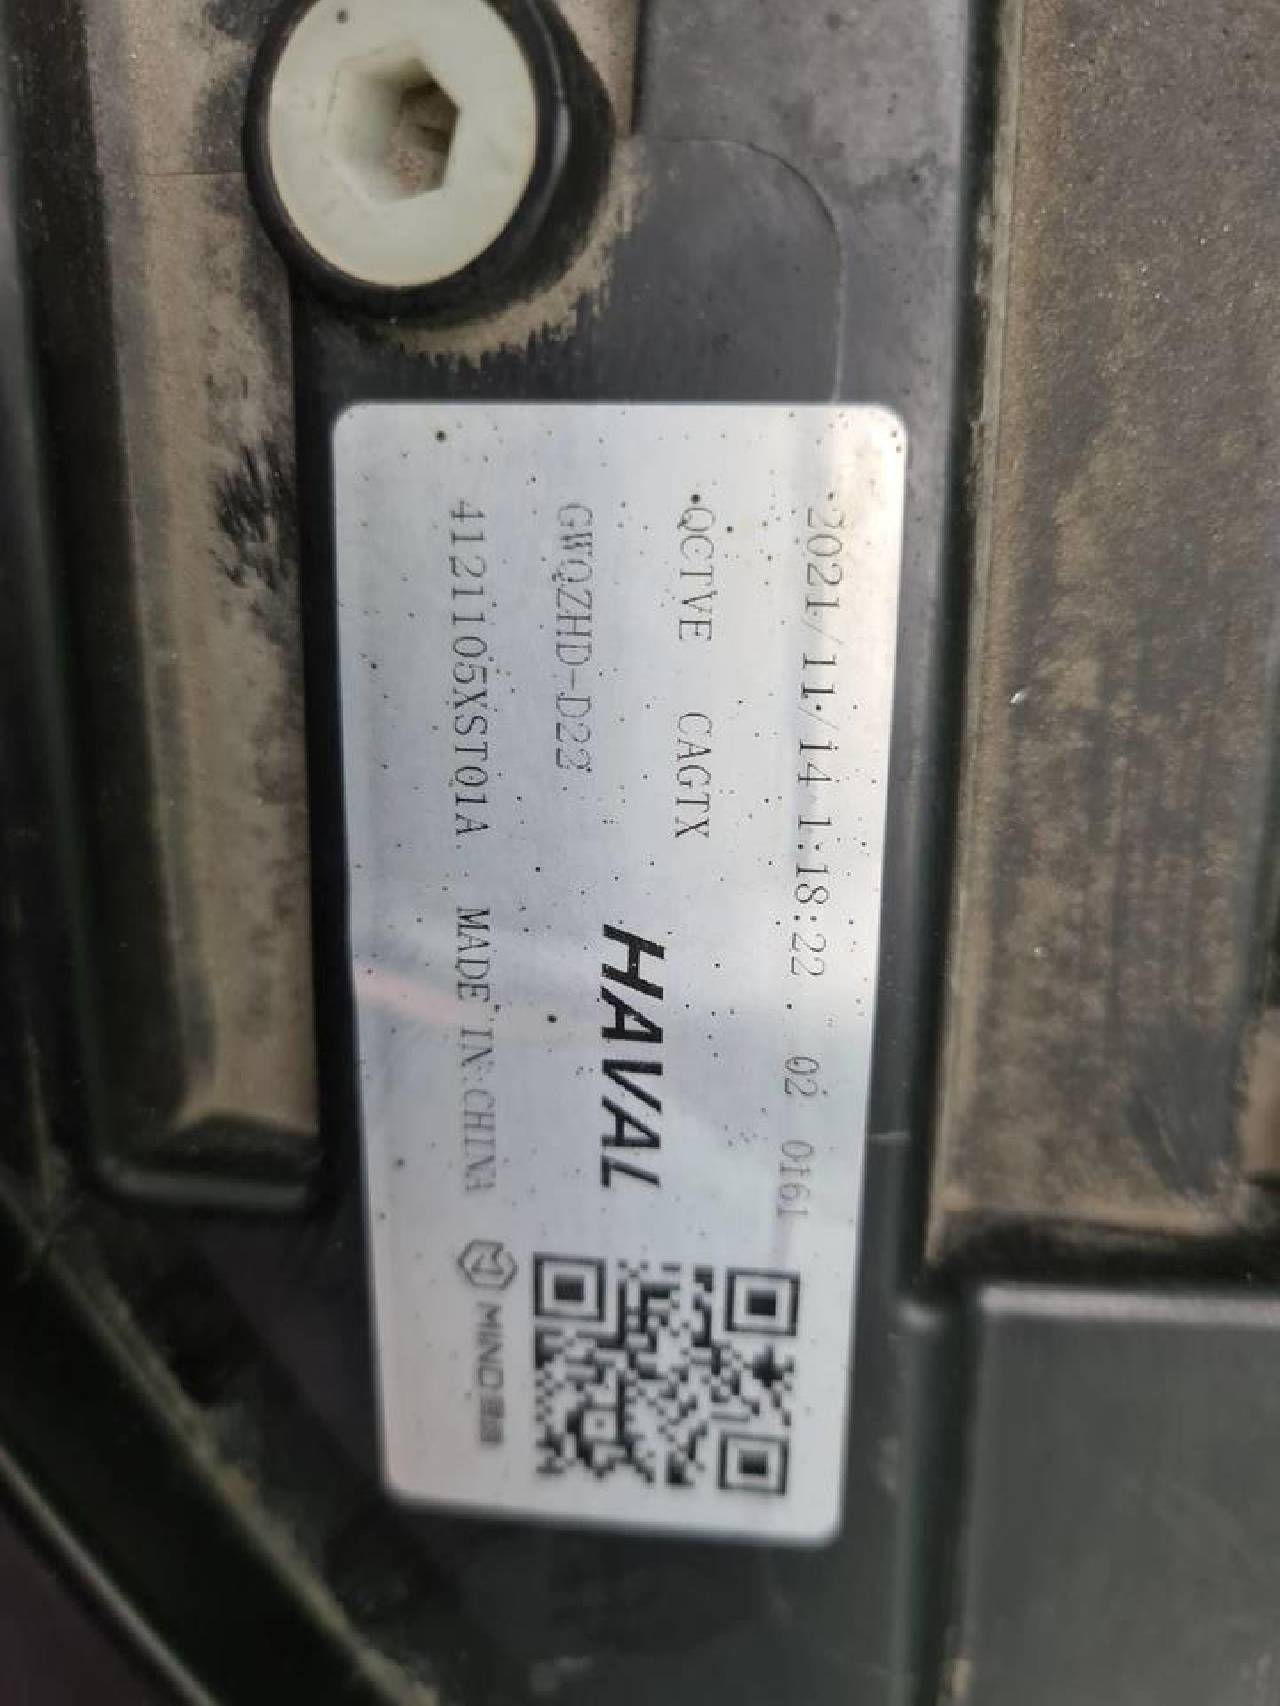 2021/11/14 1:18:22 02 0161
QCTVE CAGTX
HAVAL
GWQZHD-D22
4121105XST01A MADE IN CHINA
MIND